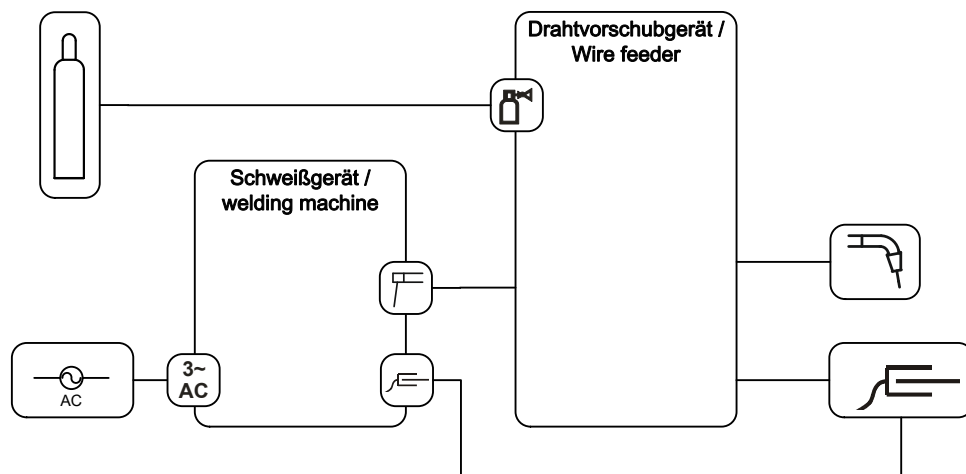 Drahtvorschubgerät /
Wire feeder
Schweißgerät /
welding machine
3~
AC
AC